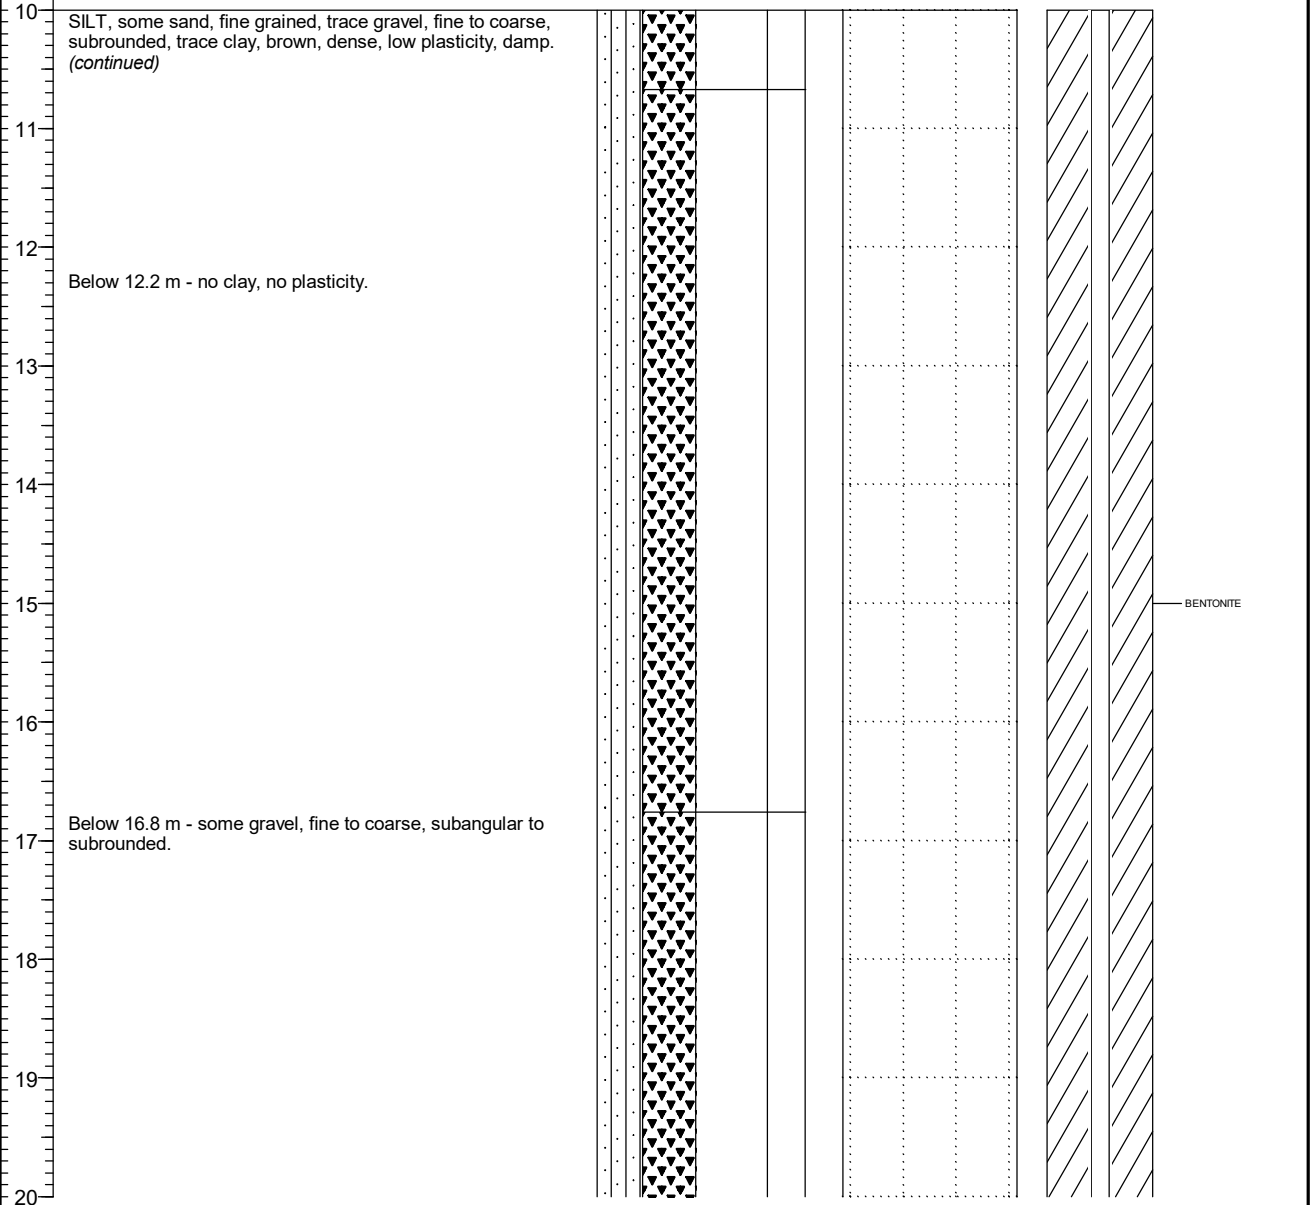 10
SILT, some sand, fine grained, trace gravel, fine to coarse,
subrounded, trace clay, brown, dense, low plasticity, damp.
(continued)
11
12
Below 12.2 m - no clay, no plasticity.
13
14
15
BENTONITE
16
Below 16.8 m - some gravel, fine to coarse, subangular to
17
subrounded.
18
19
20